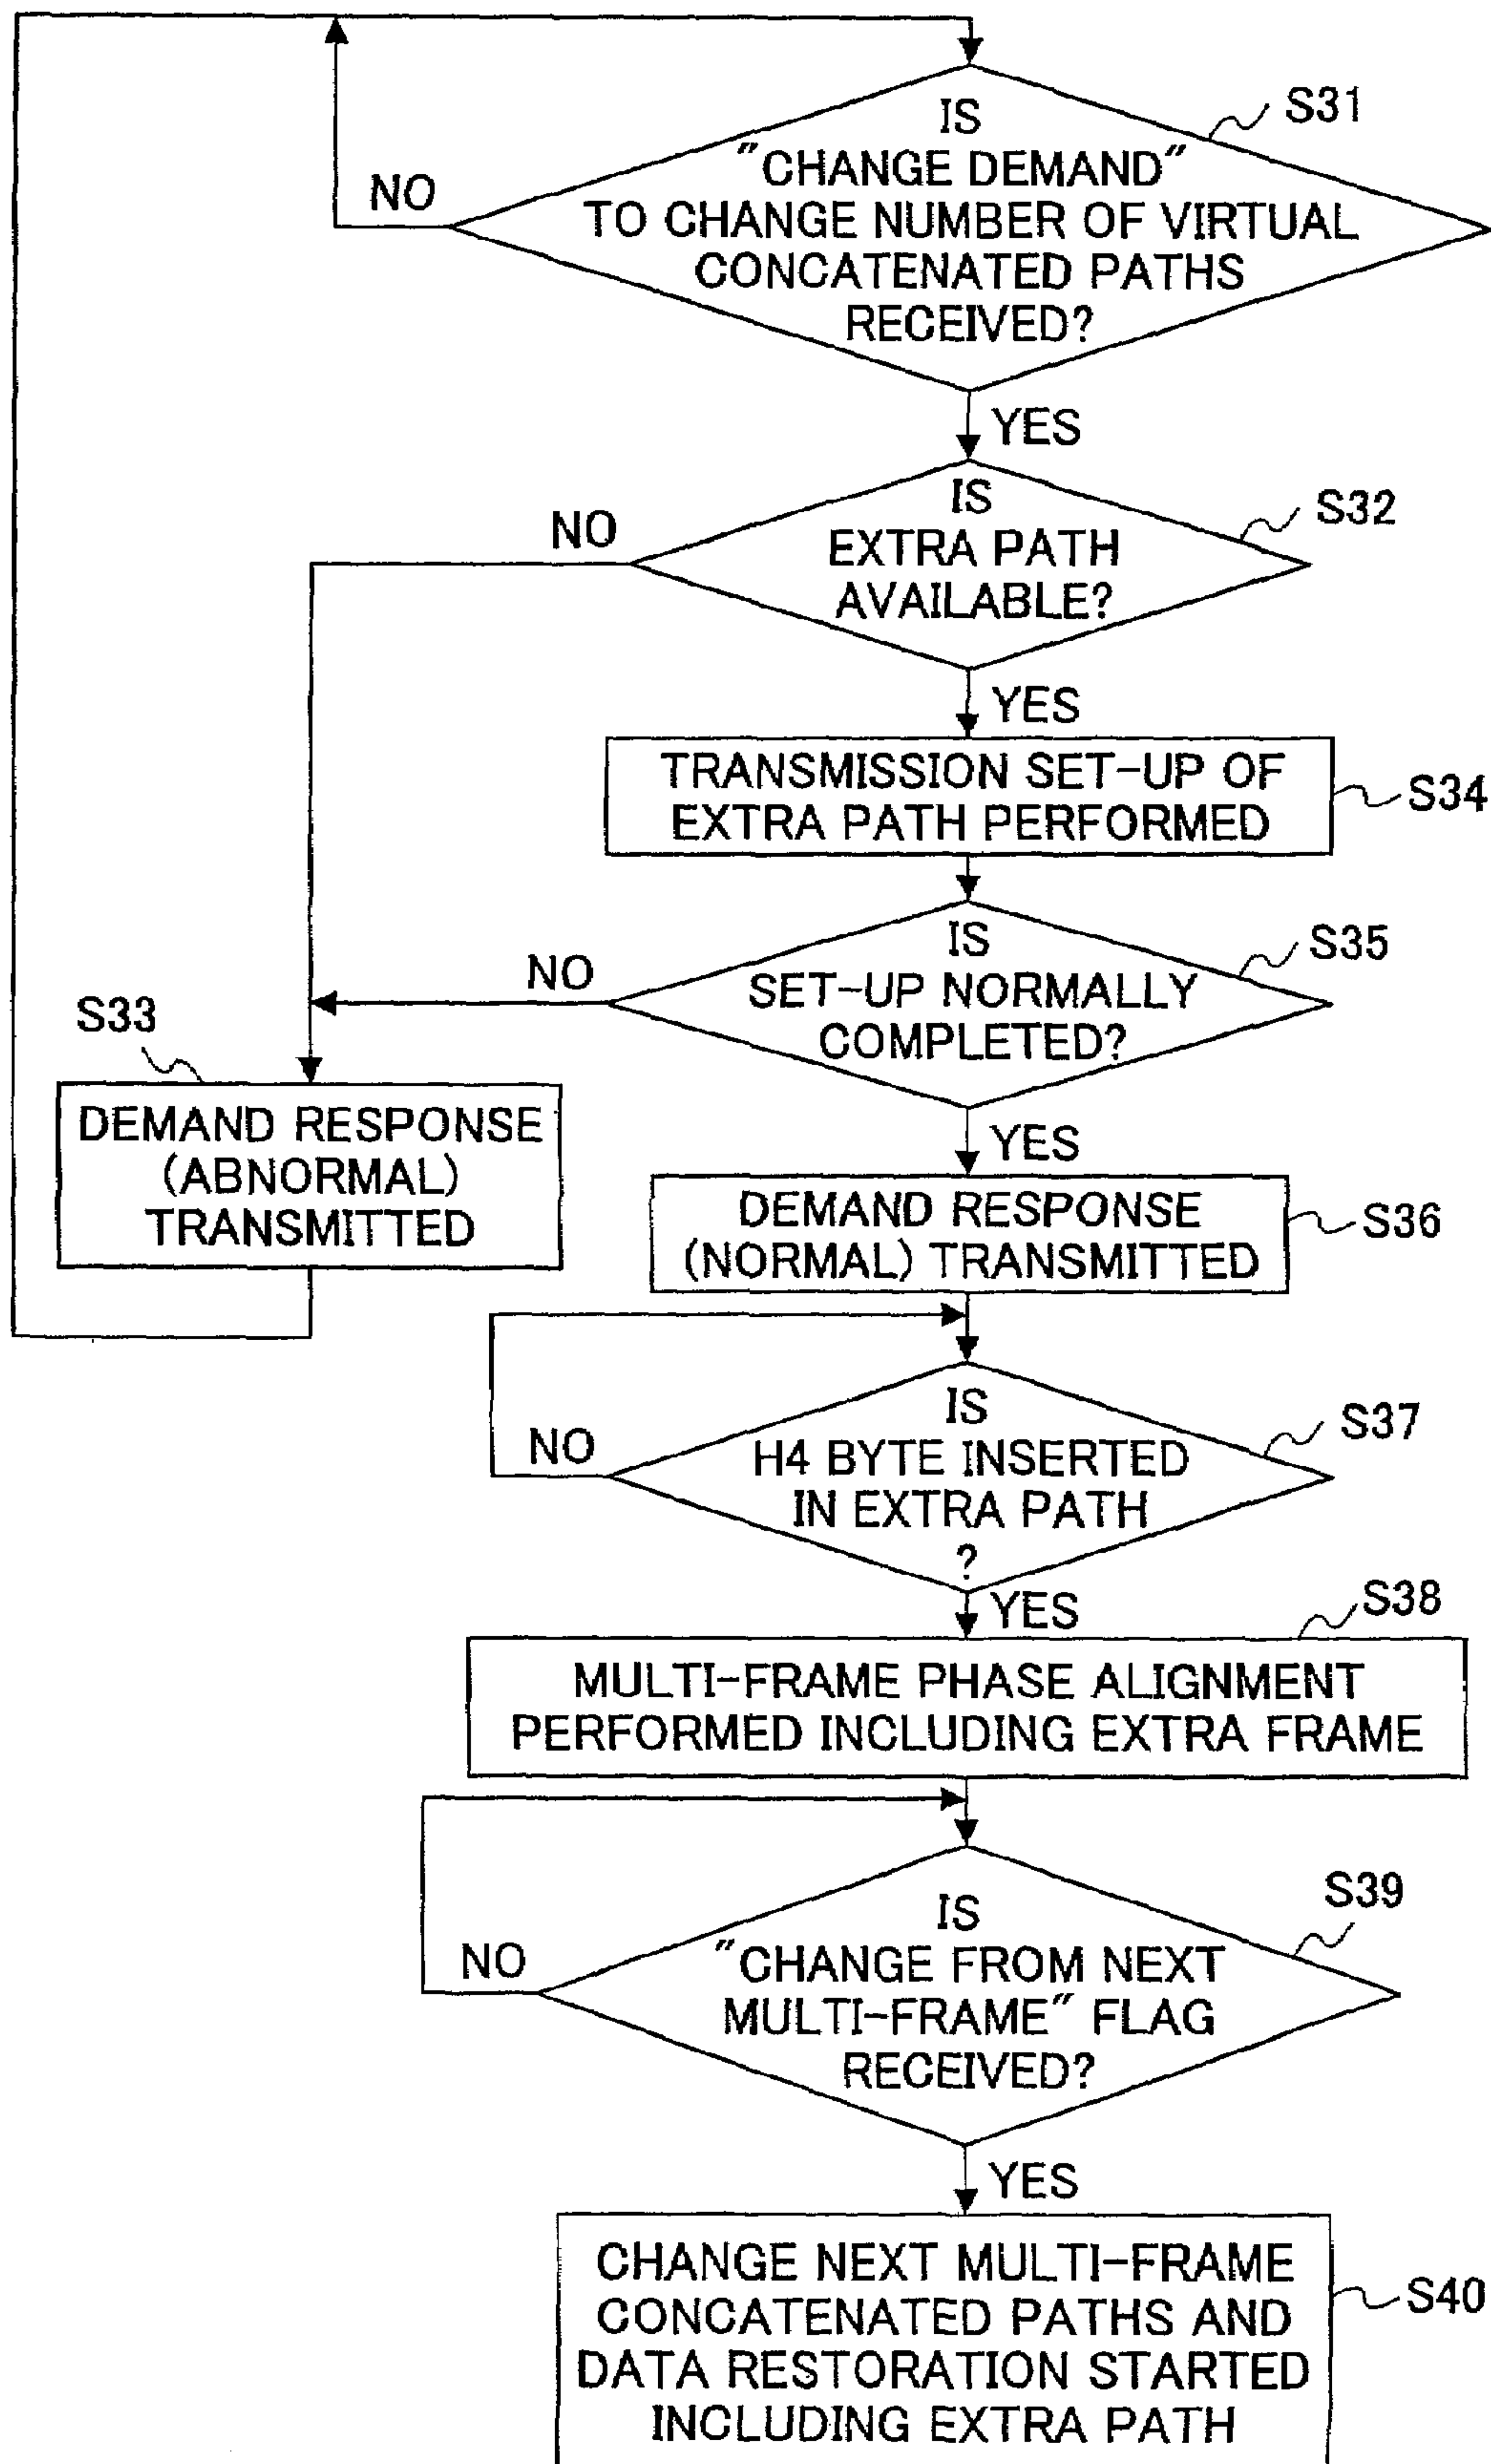 IS
"CHANGE DEMAND"
TO CHANGE NUMBER OF VIRTUAL
CONCATENATED PATHS
RECEIVED?
S31
NO
YES
IS
EXTRA PATH
AVAILABLE?
S32
NO
YES
TRANSMISSION SET-UP OF
EXTRA PATH PERFORMED
S34
IS
SET-UP NORMALLY
COMPLETED?
S35
NO
S33
DEMAND RESPONSE
(ABNORMAL)
TRANSMITTED
YES
DEMAND RESPONSE
(NORMAL) TRANSMITTED
S36
IS
H4 BYTE INSERTED
IN EXTRA PATH
?
S37
NO
YES
S38
MULTI-FRAME PHASE ALIGNMENT
PERFORMED INCLUDING EXTRA FRAME
IS
"CHANGE FROM NEXT
MULTI-FRAME" FLAG
RECEIVED?
S39
NO
YES
CHANGE NEXT MULTI-FRAME
CONCATENATED PATHS AND
DATA RESTORATION STARTED
INCLUDING EXTRA PATH
S40